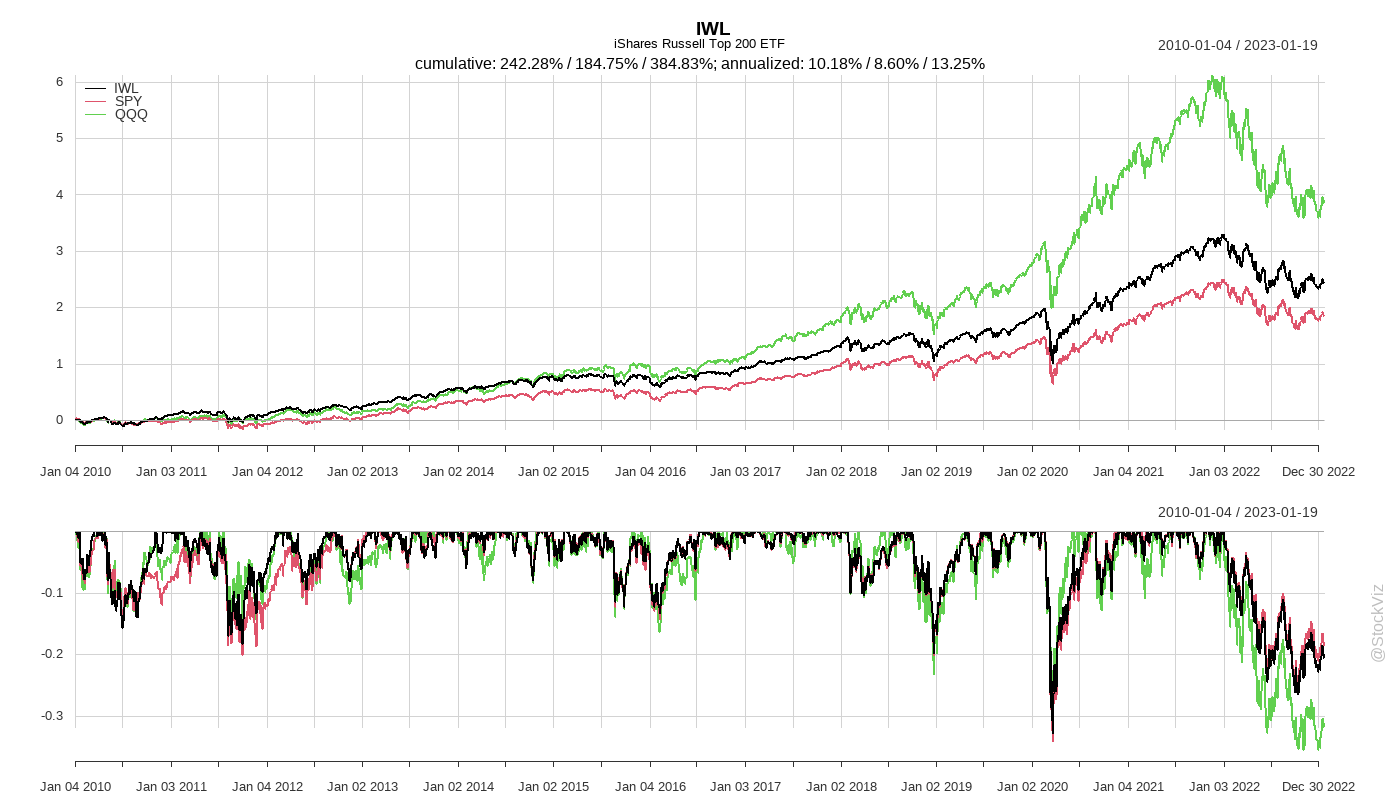 IWL
iShares Russell Top 200 ETF
2010-01-04 / 2023-01-19
cumulative: 242.28% / 184.75% / 384.83%; annualized: 10.18% / 8.60% / 13.25%
IWL
SPY
QQQ
6
5
4
3
2
1
0
Jan 04 2010 Jan 03 2011 Jan 04 2012 Jan 02 2013 Jan 02 2014 Jan 02 2015 Jan 04 2016 Jan 03 2017 Jan 02 2018 Jan 02 2019 Jan 02 2020 Jan 04 2021 Jan 03 2022 Dec 30 2022
2010-01-04 / 2023-01-19
-0.1
-0.2
-0.3
Jan 04 2010 Jan 03 2011 Jan 04 2012 Jan 02 2013 Jan 02 2014 Jan 02 2015 Jan 04 2016 Jan 03 2017 Jan 02 2018 Jan 02 2019 Jan 02 2020 Jan 04 2021 Jan 03 2022 Dec 30 2022
@StockViz